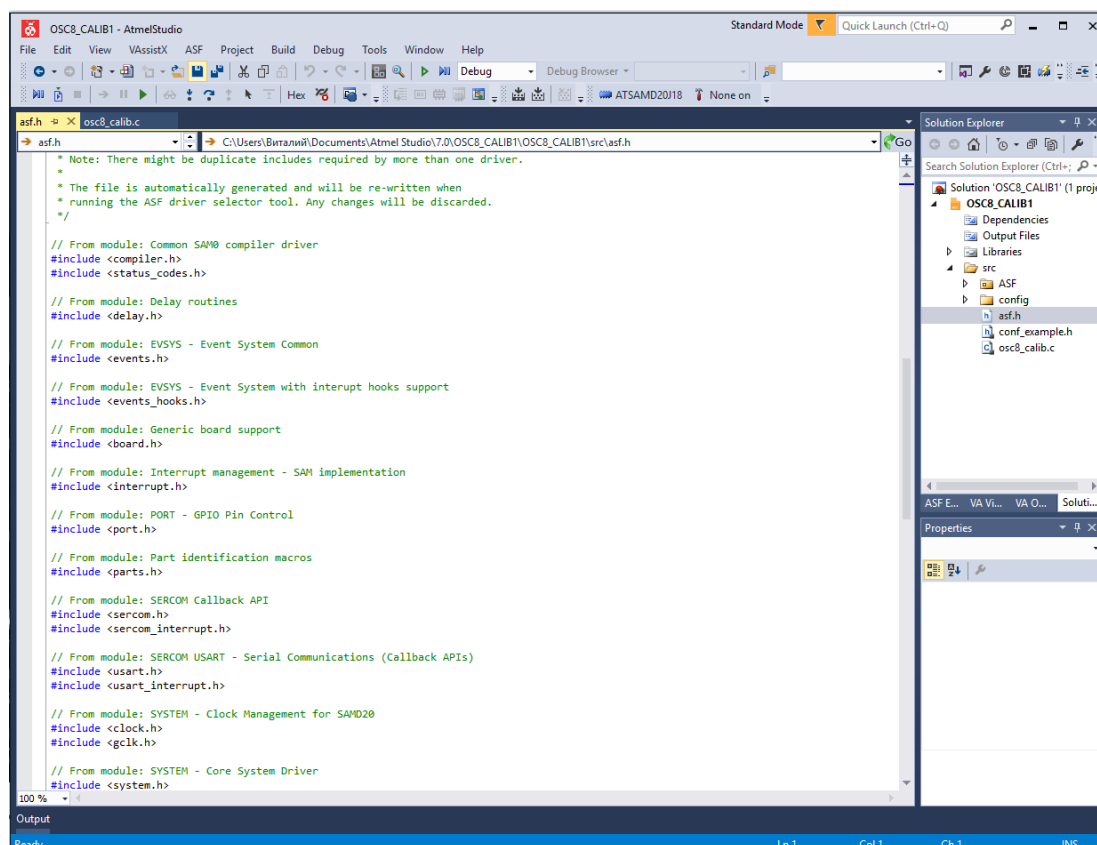 OSC8_CALIB1 - AtmelStudio
Standard Mode
Quick Launch (Ctrl+Q)
File Edit View VAssistX ASF Project Build Debug Tools Window Help
Debug
Debug Browser
Hex
ATSAMD20J18
None on
asf.h
osc8_calib.c
asf.h
C:\Users\Виталий\Documents\Atmel Studio\7.0\OSC8_CALIB1\OSC8_CALIB1\src\asf.h
Go
* Note: There might be duplicate includes required by more than one driver.
*
* The file is automatically generated and will be re-written when
* running the ASF driver selector tool. Any changes will be discarded.
*/
// From module: Common SAM0 compiler driver
#include <compiler.h>
#include <status_codes.h>
// From module: Delay routines
#include <delay.h>
// From module: EVSYS - Event System Common
#include <events.h>
// From module: EVSYS - Event System with interupt hooks support
#include <events_hooks.h>
// From module: Generic board support
#include <board.h>
// From module: Interrupt management - SAM implementation
#include <interrupt.h>
// From module: PORT - GPIO Pin Control
#include <port.h>
// From module: Part identification macros
#include <parts.h>
// From module: SERCOM Callback API
#include <sercom.h>
#include <sercom_interrupt.h>
// From module: SERCOM USART - Serial Communications (Callback APIs)
#include <usart.h>
#include <usart_interrupt.h>
// From module: SYSTEM - Clock Management for SAMD20
#include <clock.h>
#include <gclk.h>
// From module: SYSTEM - Core System Driver
#include <system.h>
100 %
Solution Explorer
Search Solution Explorer (Ctrl+;
Solution 'OSC8_CALIB1' (1 proje
OSC8_CALIB1
Dependencies
Output Files
Libraries
src
ASF
config
asf.h
conf_example.h
osc8_calib.c
ASF E... VA Vi... VA O... Soluti...
Properties
Output
Ready
Ln 1 Col 1 Ch 1 INS